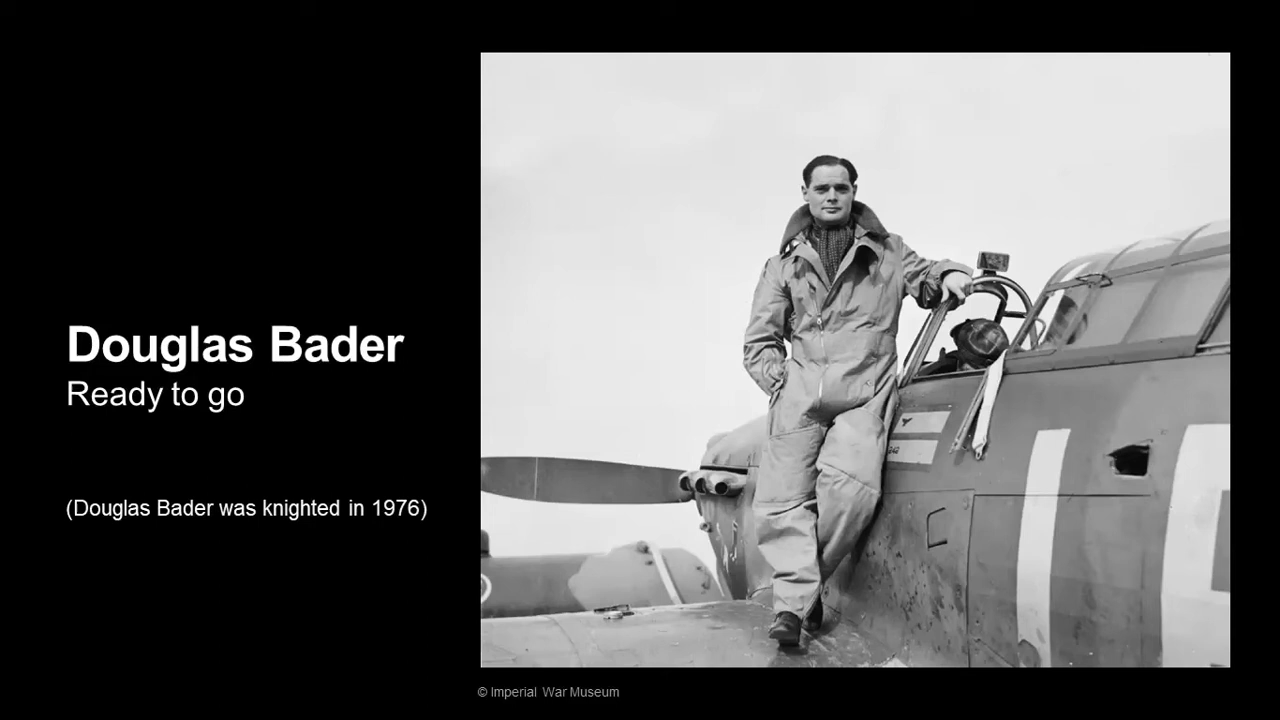 Douglas Bader
Ready to go
(Douglas Bader was knighted in 1976)
© Imperial War Museum